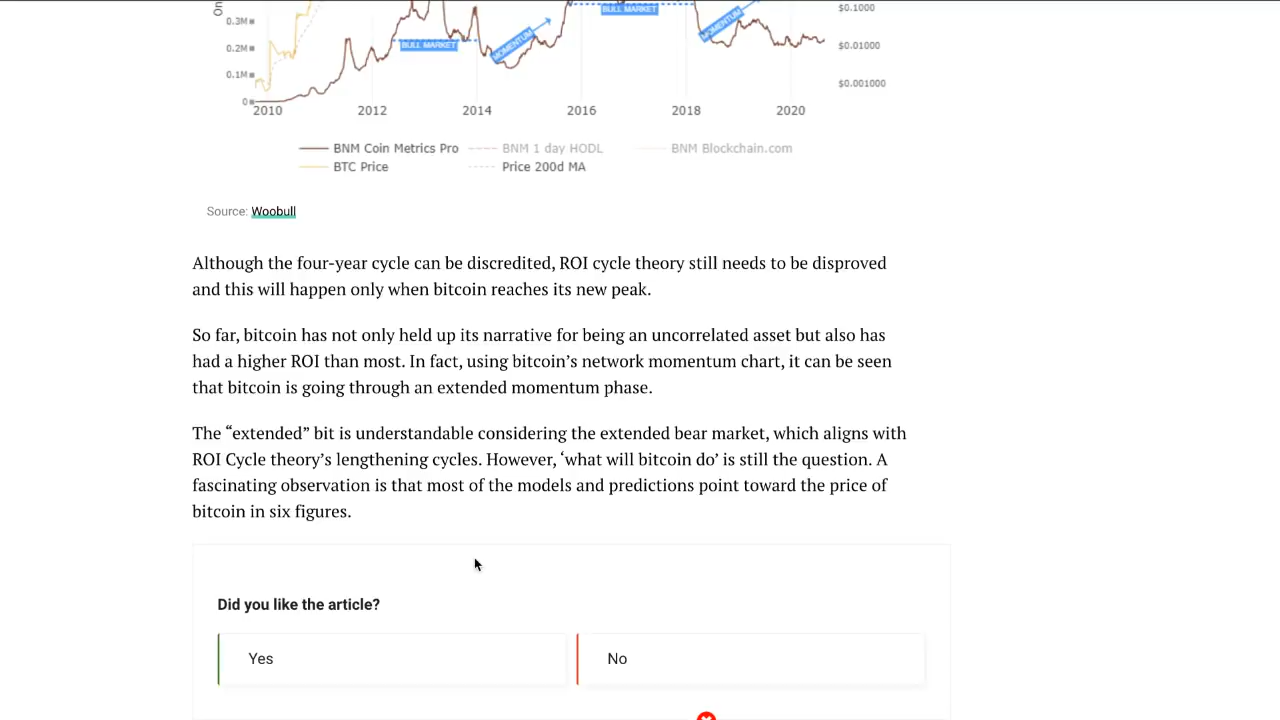 On
0.3M
0.2M
0.1M
0
BULL MARKET
MOMENTUM
BULL MARKET
MOMENTUM
$0.1000
$0.01000
$0.001000
2010 2012 2014 2016 2018 2020
BNM Coin Metrics Pro BNM 1 day HODL BNM Blockchain.com
BTC Price Price 200d MA
Source: Woobull
Although the four-year cycle can be discredited, ROI cycle theory still needs to be disproved
and this will happen only when bitcoin reaches its new peak.
So far, bitcoin has not only held up its narrative for being an uncorrelated asset but also has
had a higher ROI than most. In fact, using bitcoin’s network momentum chart, it can be seen
that bitcoin is going through an extended momentum phase.
The “extended” bit is understandable considering the extended bear market, which aligns with
ROI Cycle theory’s lengthening cycles. However, ‘what will bitcoin do’ is still the question. A
fascinating observation is that most of the models and predictions point toward the price of
bitcoin in six figures.
Did you like the article?
Yes No